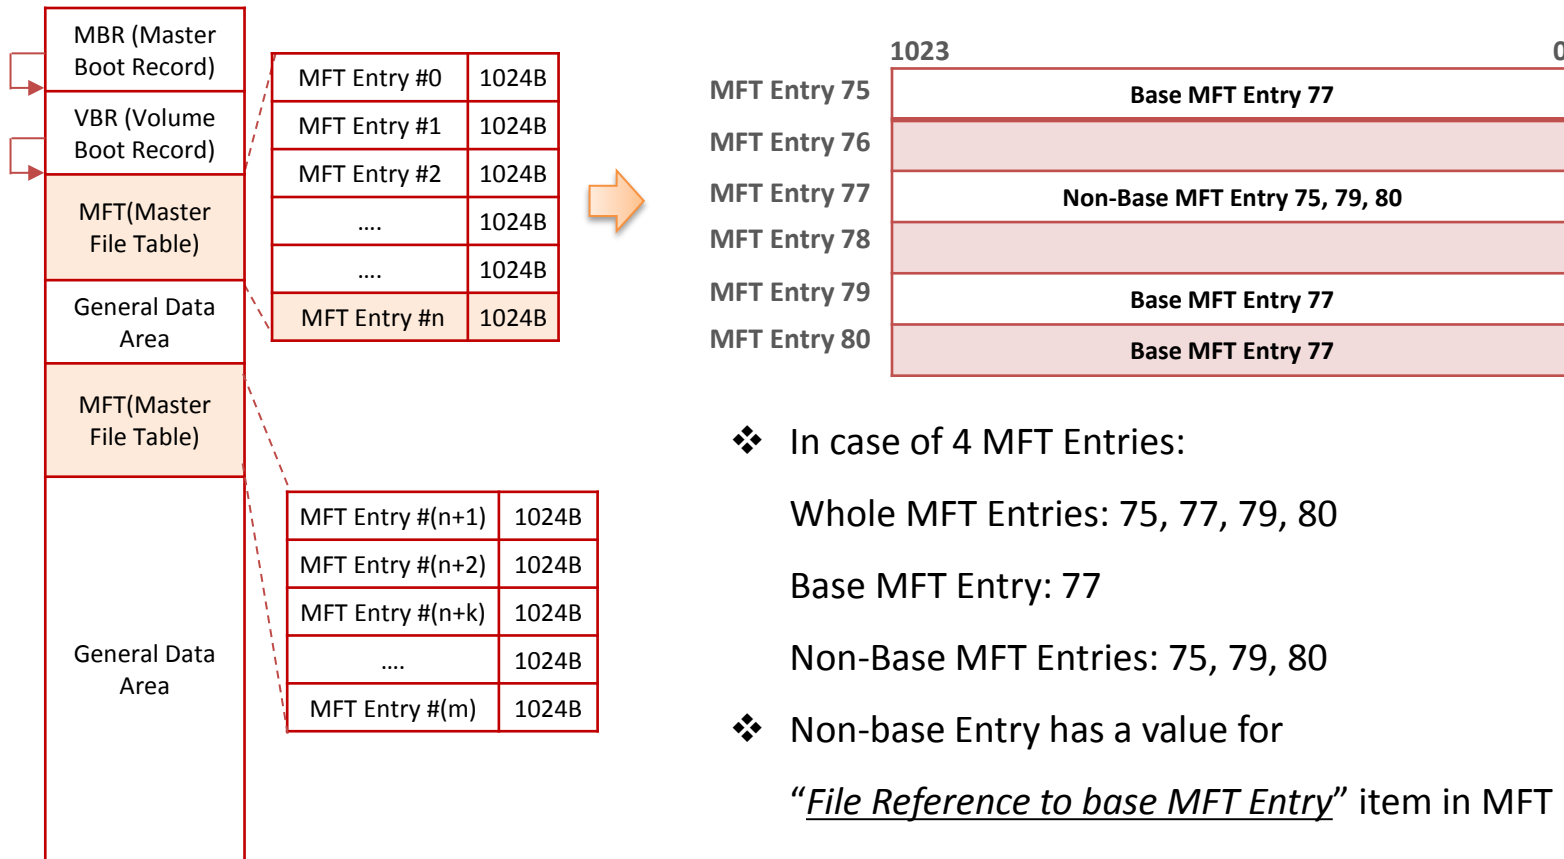 MBR (Master
Boot Record)
VBR (Volume
Boot Record)
MFT(Master
File Table)
General Data
Area
MFT(Master
File Table)
General Data
Area
MFT Entry #0 1024B
MFT Entry #1 1024B
MFT Entry #2 1024B
.... 1024B
.... 1024B
MFT Entry #n 1024B
MFT Entry #(n+1) 1024B
MFT Entry #(n+2) 1024B
MFT Entry #(n+k) 1024B
.... 1024B
MFT Entry #(m) 1024B
1023 0
MFT Entry 75 Base MFT Entry 77
MFT Entry 76
MFT Entry 77 Non-Base MFT Entry 75, 79, 80
MFT Entry 78
MFT Entry 79 Base MFT Entry 77
MFT Entry 80 Base MFT Entry 77
❖ In case of 4 MFT Entries:
Whole MFT Entries: 75, 77, 79, 80
Base MFT Entry: 77
Non-Base MFT Entries: 75, 79, 80
❖ Non-base Entry has a value for
“File Reference to base MFT Entry” item in MFT